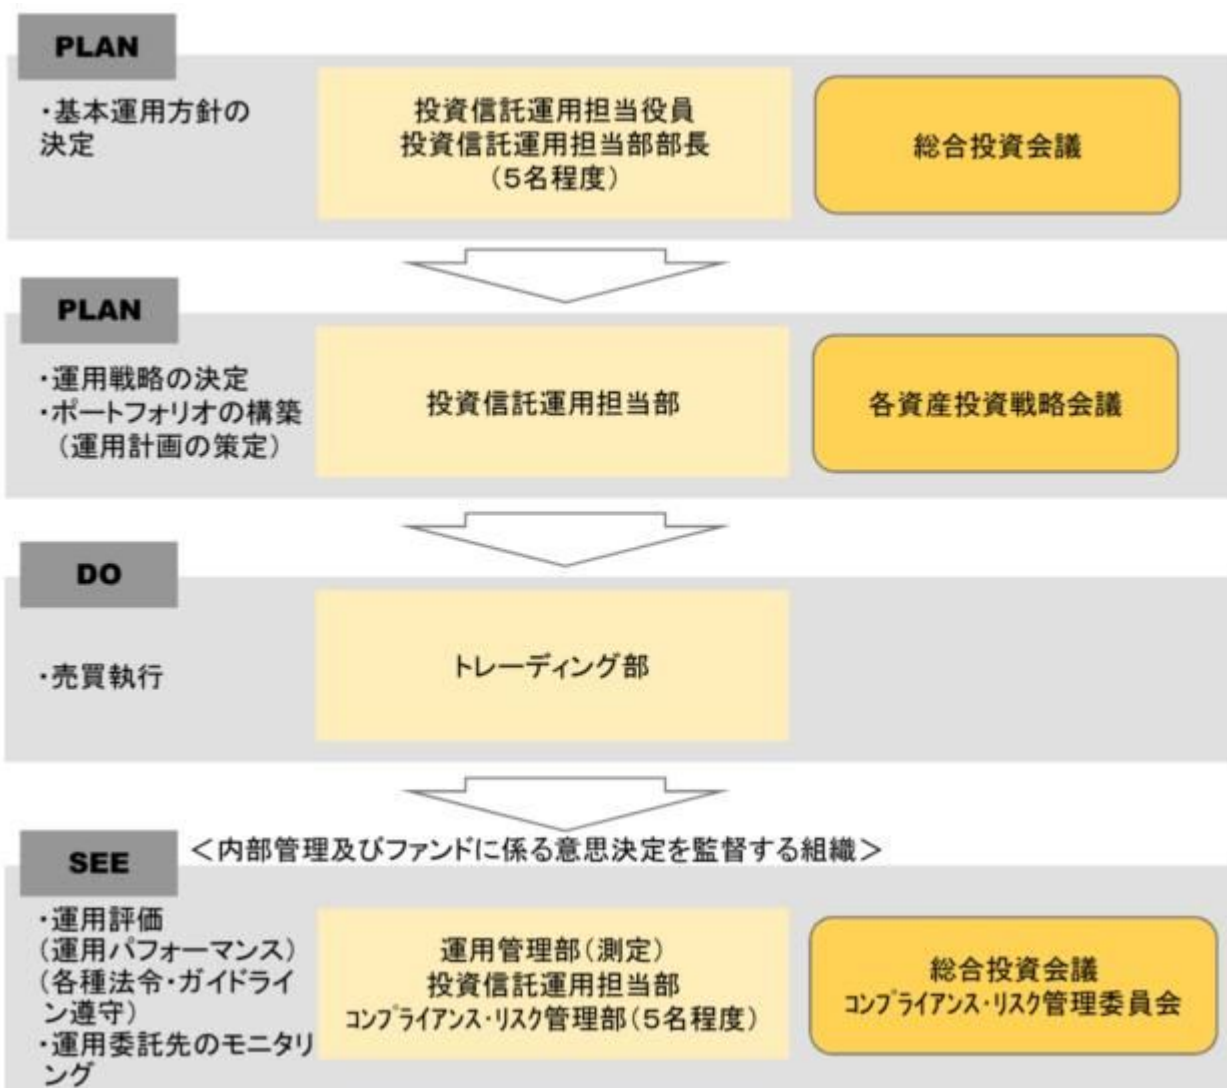 PLAN
・基本運用方針の
決定
投資信託運用担当役員
投資信託運用担当部部長
（５名程度）
総合投資会議
PLAN
・運用戦略の決定
・ポートフォリオの構築
（運用計画の策定）
投資信託運用担当部
各資産投資戦略会議
DO
・売買執行
トレーディング部
SEE
＜内部管理及びファンドに係る意思決定を監督する組織＞
・運用評価
（運用パフォーマンス）
（各種法令・ガイドライ
ン遵守）
・運用委託先のモニタリ
ング
運用管理部（測定）
投資信託運用担当部
ｺﾝﾌﾟﾗｲｱﾝｽ・ﾘｽｸ管理部（５名程度）
総合投資会議
ｺﾝﾌﾟﾗｲｱﾝｽ・ﾘｽｸ管理委員会